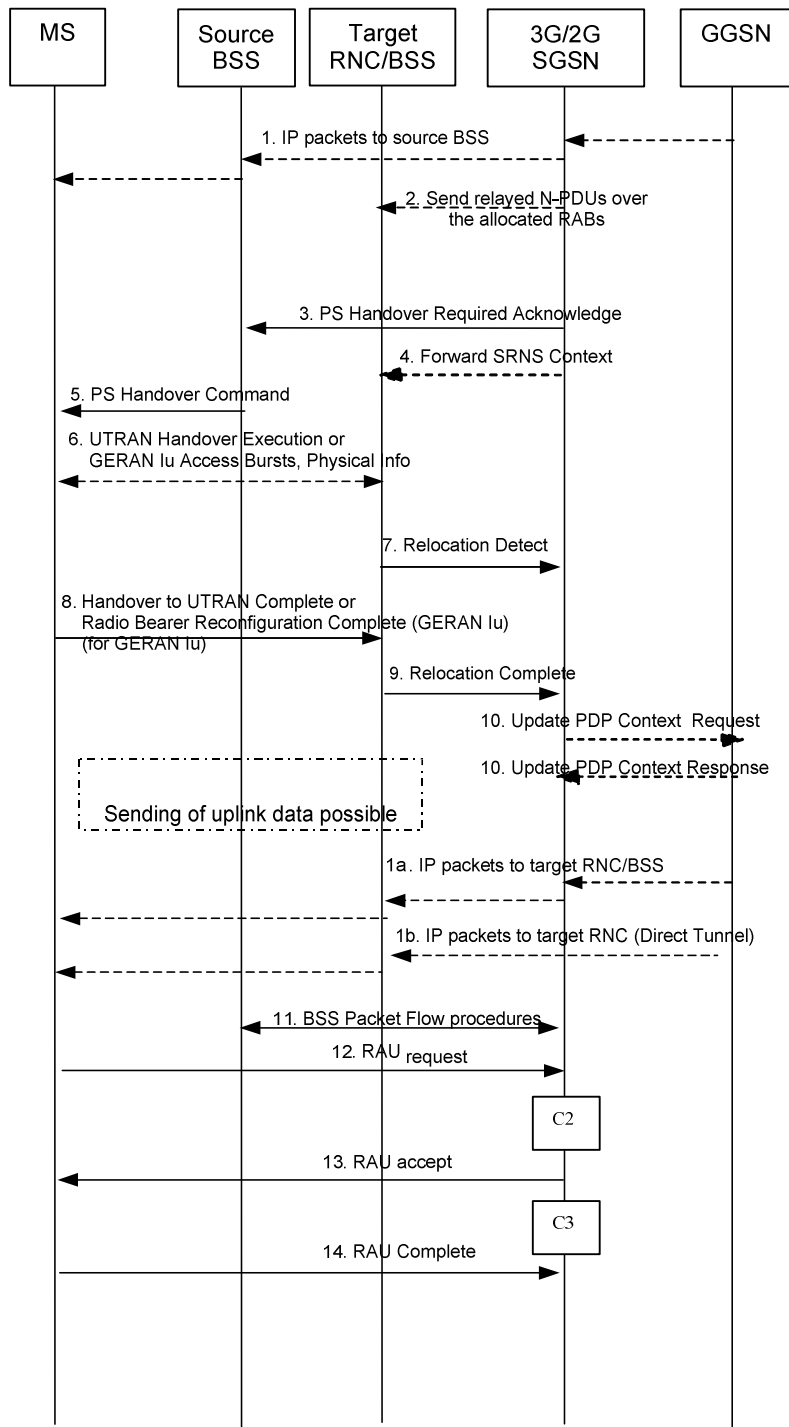 MS
Source
BSS
Target
RNC/BSS
3G/2G
SGSN
GGSN
1. IP packets to source BSS
2. Send relayed N-PDUs over
the allocated RABs
3. PS Handover Required Acknowledge
4. Forward SRNS Context
5. PS Handover Command
6. UTRAN Handover Execution or
GERAN Iu Access Bursts, Physical Info
7. Relocation Detect
8. Handover to UTRAN Complete or
Radio Bearer Reconfiguration Complete (GERAN Iu)
(for GERAN Iu)
9. Relocation Complete
10. Update PDP Context Request
10. Update PDP Context Response
Sending of uplink data possible
1a. IP packets to target RNC/BSS
1b. IP packets to target RNC (Direct Tunnel)
11. BSS Packet Flow procedures
12. RAU request
C2
13. RAU accept
C3
14. RAU Complete